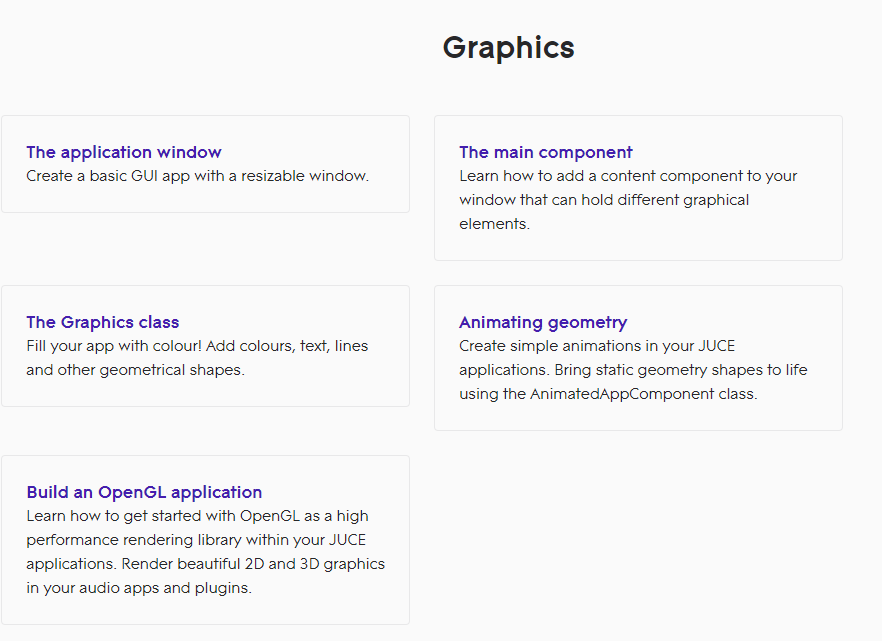 Graphics
The application window
Create a basic GUI app with a resizable window.
The main component
Learn how to add a content component to your
window that can hold different graphical
elements.
The Graphics class
Fill your app with colour! Add colours, text, lines
and other geometrical shapes.
Animating geometry
Create simple animations in your JUCE
applications. Bring static geometry shapes to life
using the AnimatedAppComponent class.
Build an OpenGL application
Learn how to get started with OpenGL as a high
performance rendering library within your JUCE
applications. Render beautiful 2D and 3D graphics
in your audio apps and plugins.